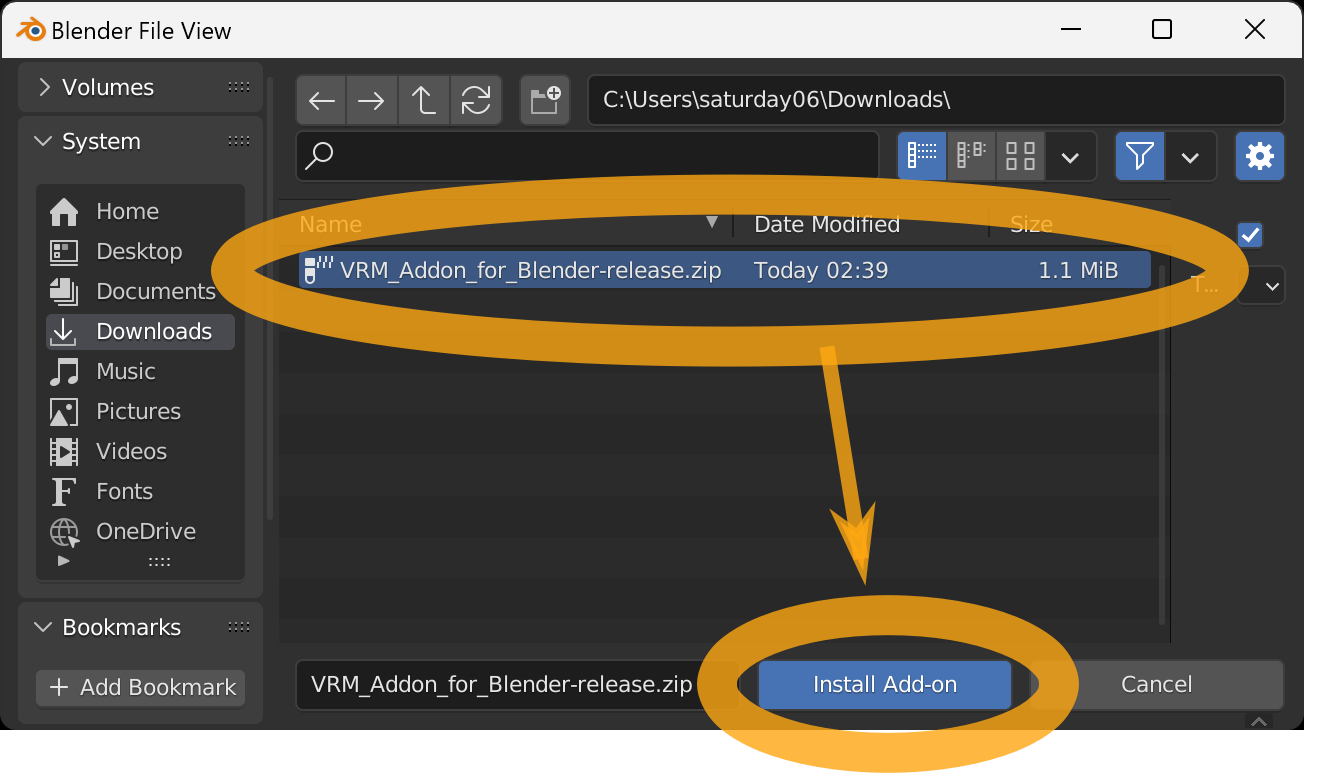 Blender File View
Volumes
System
Home
Desktop
Documents
Downloads
Music
Pictures
Videos
Fonts
OneDrive
Bookmarks
Add Bookmark
C:\Users\saturday06\Downloads\
Name Date Modified Size
VRM_Addon_for_Blender-release.zip Today 02:39 1.1 MiB
T...
VRM_Addon_for_Blender-release.zip Install Add-on Cancel